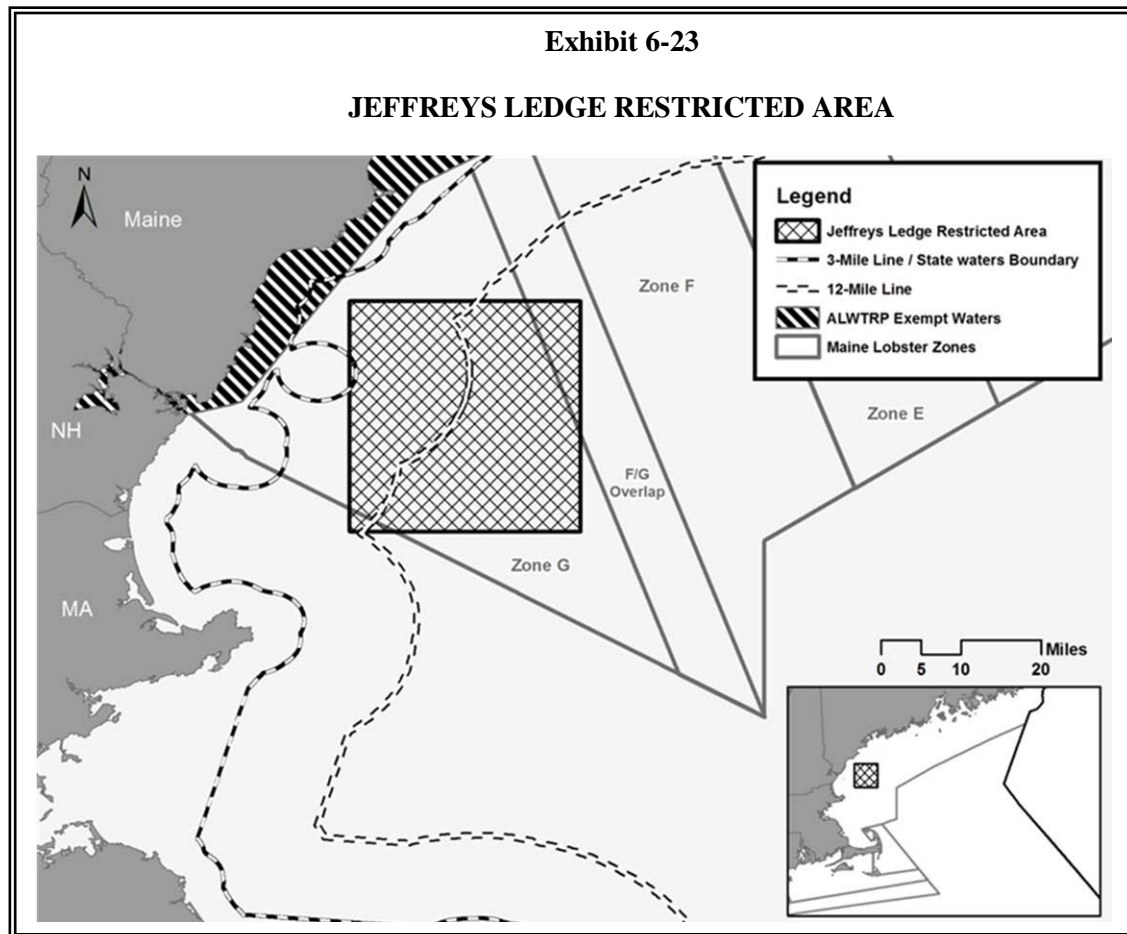 Exhibit 6-23
JEFFREYS LEDGE RESTRICTED AREA
N
Maine
NH
MA
Zone F
Zone E
F/G
Overlap
Zone G
Legend
Jeffreys Ledge Restricted Area
3-Mile Line / State waters Boundary
12-Mile Line
ALWTRP Exempt Waters
Maine Lobster Zones
Miles
0 5 10 20